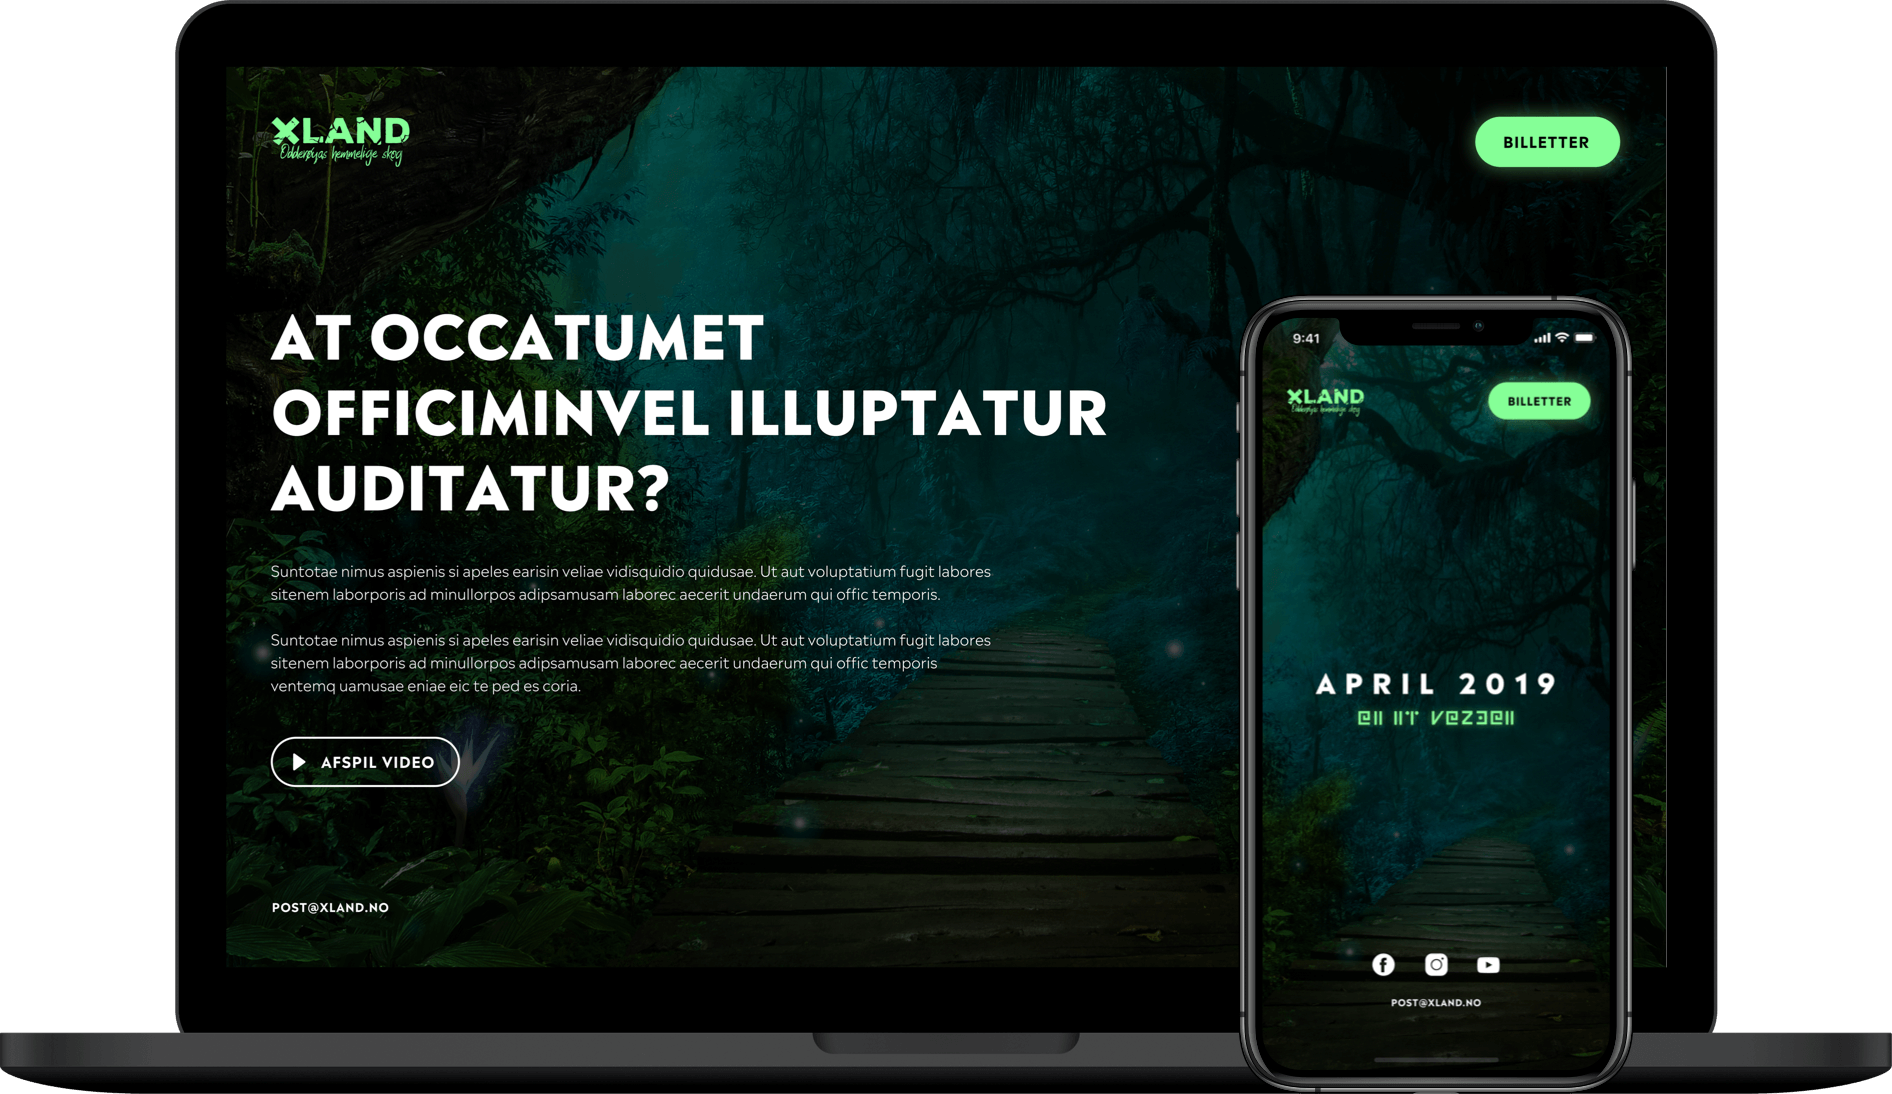 XLAND
Odderøyas hemmelige skog
BILLETTER
AT OCCATUMET
OFFICIMINVEL ILLUPTATUR
AUDITATUR?
Suntotae nimus aspienis si apeles earisin veliae vidisquidio quidusae. Ut aut voluptatium fugit labores
sitenem laborporis ad minullorpos adipsamusam laborec aecerit undaerum qui offic temporis.
Suntotae nimus aspienis si apeles earisin veliae vidisquidio quidusae. Ut aut voluptatium fugit labores
sitenem laborporis ad minullorpos adipsamusam laborec aecerit undaerum qui offic temporis
ventemq uamusae eniae eic te ped es coria.
AFSPIL VIDEO
POST@XLAND.NO
9:41
XLAND
Odderøyas hemmelige skog
BILLETTER
APRIL 2019
POST@XLAND.NO